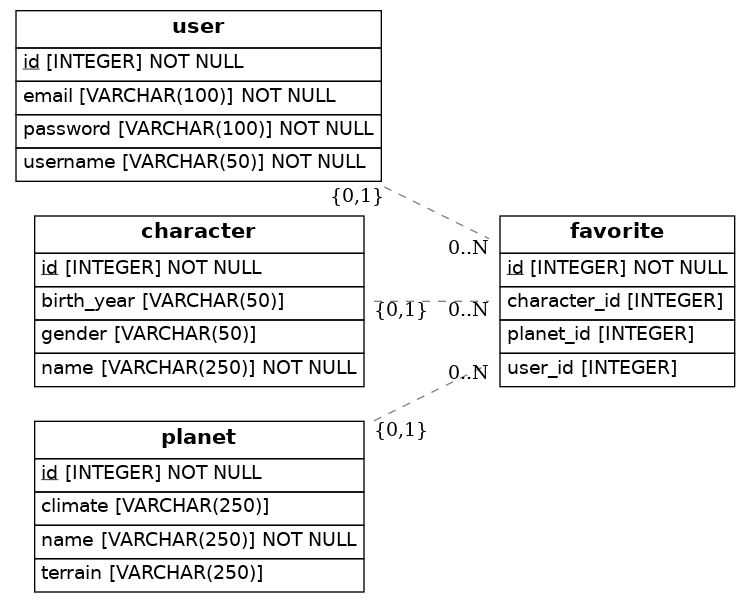 user
id [INTEGER] NOT NULL
email [VARCHAR(100)] NOT NULL
password [VARCHAR(100)] NOT NULL
username [VARCHAR(50)] NOT NULL
{0,1}
0..N
character
id [INTEGER] NOT NULL
birth_year [VARCHAR(50)]
gender [VARCHAR(50)]
name [VARCHAR(250)] NOT NULL
{0,1}
0..N
favorite
id [INTEGER] NOT NULL
character_id [INTEGER]
planet_id [INTEGER]
user_id [INTEGER]
0..N
{0,1}
planet
id [INTEGER] NOT NULL
climate [VARCHAR(250)]
name [VARCHAR(250)] NOT NULL
terrain [VARCHAR(250)]